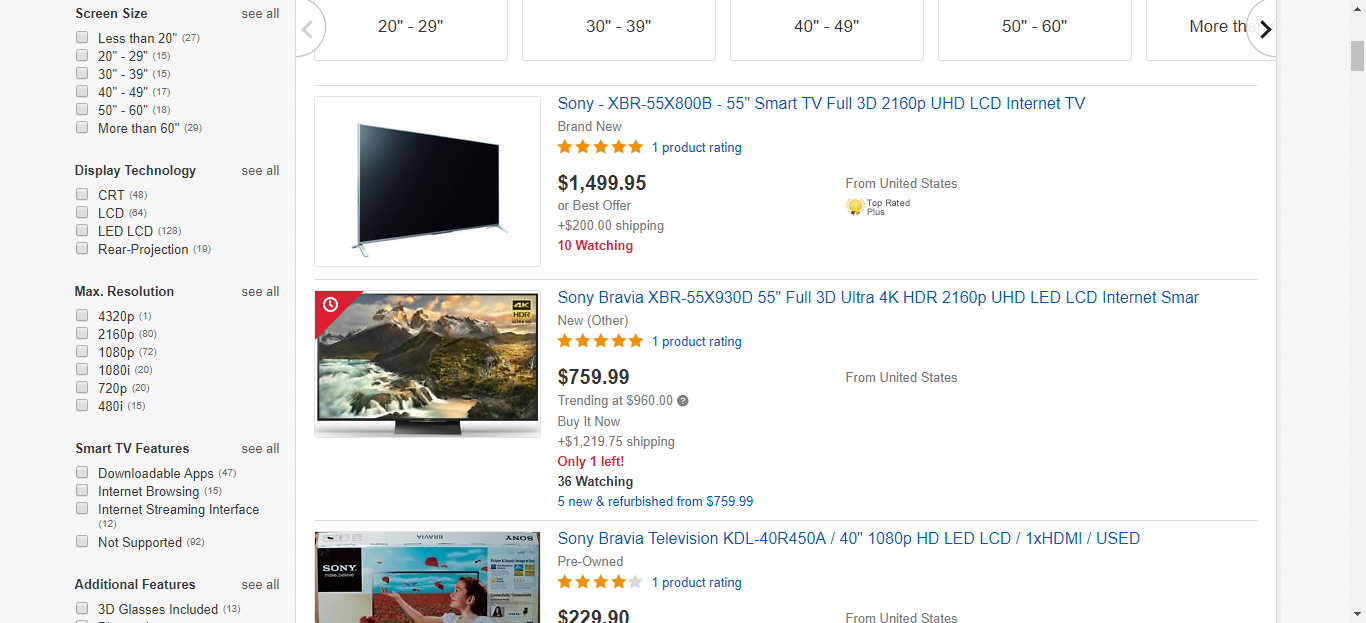 Screen Size see all
Less than 20" (27)
20" - 29" (15)
30" - 39" (15)
40" - 49" (17)
50" - 60" (18)
More than 60" (29)
Display Technology see all
CRT (48)
LCD (64)
LED LCD (128)
Rear-Projection (19)
Max. Resolution see all
4320p (1)
2160p (80)
1080p (72)
1080i (20)
720p (20)
480i (15)
Smart TV Features see all
Downloadable Apps (47)
Internet Browsing (15)
Internet Streaming Interface
(12)
Not Supported (92)
Additional Features see all
3D Glasses Included (13)
20" - 29" 30" - 39" 40" - 49" 50" - 60" More than
Sony - XBR-55X800B - 55" Smart TV Full 3D 2160p UHD LCD Internet TV
Brand New
1 product rating
$1,499.95 From United States
or Best Offer Top Rated
Plus
+$200.00 shipping
10 Watching
4K
HDR
ULTRA HD
Sony Bravia XBR-55X930D 55" Full 3D Ultra 4K HDR 2160p UHD LED LCD Internet Smar
New (Other)
1 product rating
$759.99 From United States
Trending at $960.00 ?
Buy It Now
+$1,219.75 shipping
Only 1 left!
36 Watching
5 new & refurbished from $759.99
BRAVIA SONY
SONY
make.believe
Sony Bravia Television KDL-40R450A / 40" 1080p HD LED LCD / 1xHDMI / USED
Pre-Owned
1 product rating
$229.90 From United States